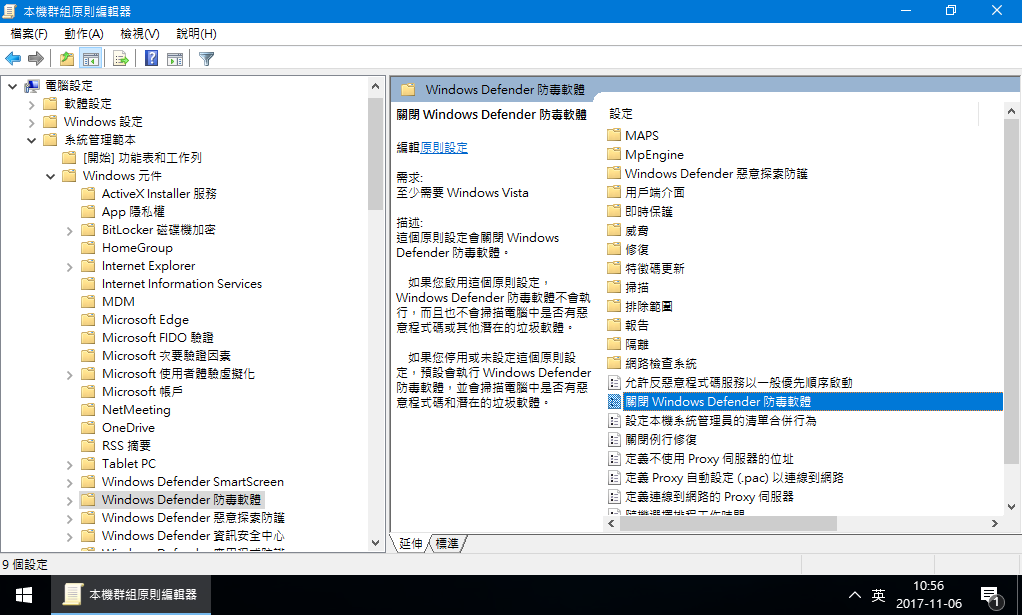 本機群組原則編輯器
檔案(F) 動作(A) 檢視(V) 說明(H)
電腦設定
軟體設定
Windows 設定
系統管理範本
[開始] 功能表和工作列
Windows 元件
ActiveX Installer 服務
App 隱私權
BitLocker 磁碟機加密
HomeGroup
Internet Explorer
Internet Information Services
MDM
Microsoft Edge
Microsoft FIDO 驗證
Microsoft 次要驗證因素
Microsoft 使用者體驗虛擬化
Microsoft 帳戶
NetMeeting
OneDrive
RSS 摘要
Tablet PC
Windows Defender SmartScreen
Windows Defender 防毒軟體
Windows Defender 惡意探索防護
Windows Defender 資訊安全中心
Windows Defender 應用程式防護
Windows Defender 防毒軟體
關閉 Windows Defender 防毒軟體
編輯原則設定
需求:
至少需要 Windows Vista
描述:
這個原則設定會關閉 Windows
Defender 防毒軟體。
如果您啟用這個原則設定，
Windows Defender 防毒軟體不會執
行，而且也不會掃描電腦中是否有惡
意程式碼或其他潛在的垃圾軟體。
如果您停用或未設定這個原則設
定，預設會執行 Windows Defender
防毒軟體，並會掃描電腦中是否有惡
意程式碼和潛在的垃圾軟體。
設定
MAPS
MpEngine
Windows Defender 惡意探索防護
用戶端介面
即時保護
威脅
修復
特徵碼更新
掃描
排除範圍
報告
隔離
網路檢查系統
允許反惡意程式碼服務以一般優先順序啟動
關閉 Windows Defender 防毒軟體
設定本機系統管理員的清單合併行為
關閉例行修復
定義不使用 Proxy 伺服器的位址
定義 Proxy 自動設定 (.pac) 以連線到網路
定義連線到網路的 Proxy 伺服器
隨機選擇排程工作時間
延伸 標準
9 個設定
本機群組原則編輯器
英
10:56
2017-11-06
1